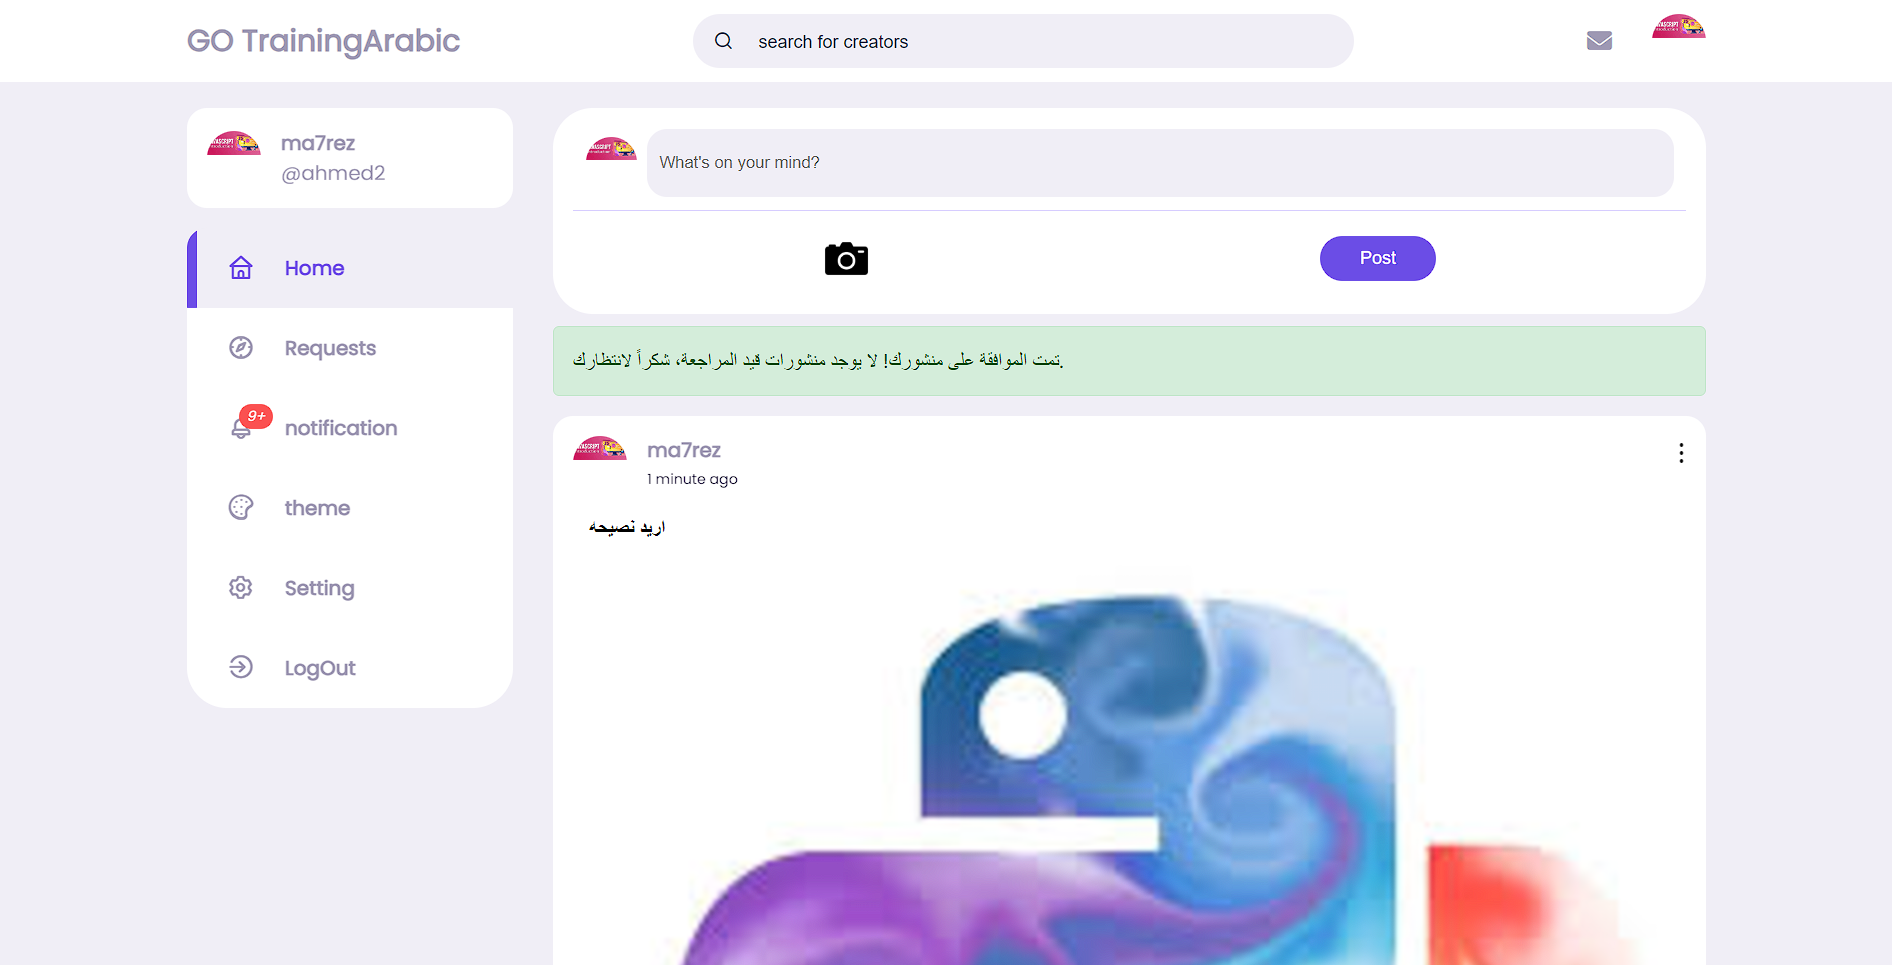 GO TrainingArabic
search for creators
ma7rez
@ahmed2
Home
Requests
9+
notification
theme
Setting
LogOut
What's on your mind?
Post
تمت الموافقة على منشورك! لا يوجد منشورات قيد المراجعة، شكراً لانتظارك.
ma7rez
1 minute ago
اريد نصيحه